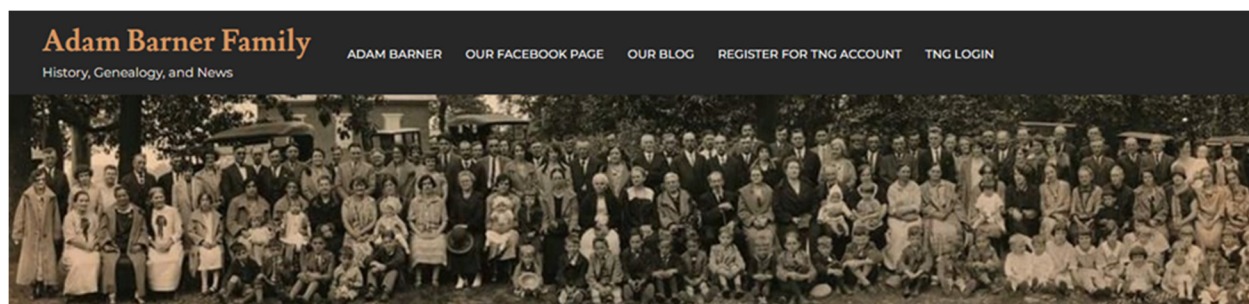 Adam Barner Family
History, Genealogy, and News
ADAM BARNER OUR FACEBOOK PAGE OUR BLOG REGISTER FOR TNG ACCOUNT TNG LOGIN